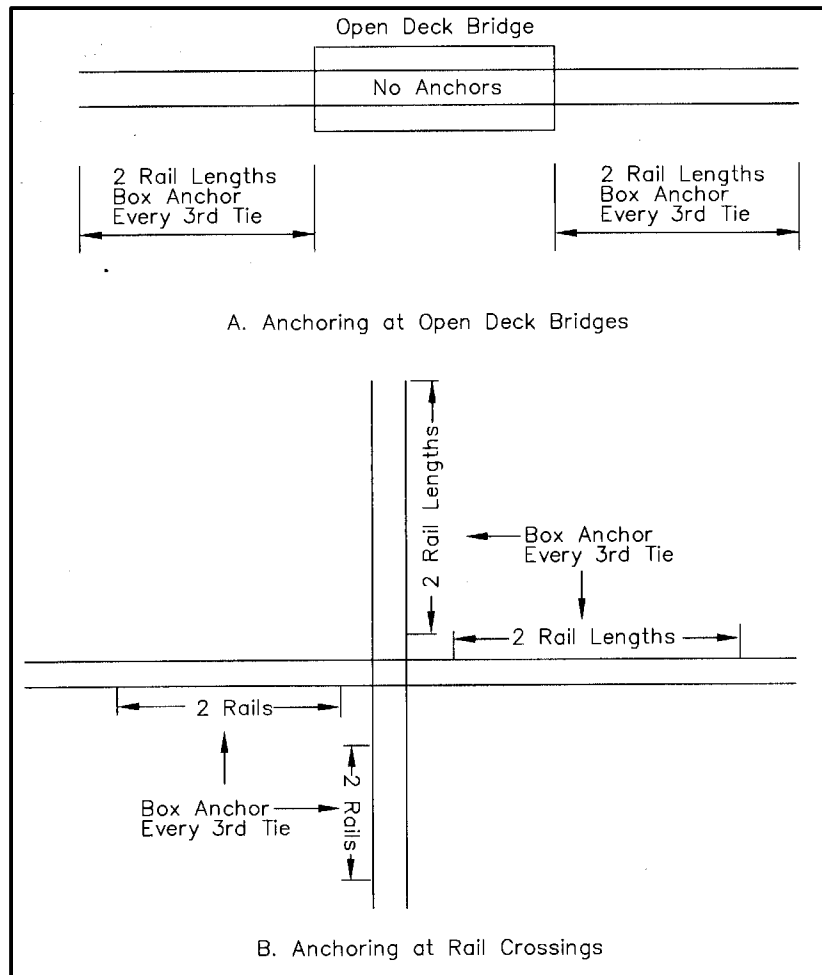 Open Deck Bridge
No Anchors
2 Rail Lengths
Box Anchor
Every 3rd Tie
2 Rail Lengths
Box Anchor
Every 3rd Tie
A. Anchoring at Open Deck Bridges
2 Rail Lengths
Box Anchor
Every 3rd Tie
2 Rail Lengths
2 Rails
2 Rails
Box Anchor
Every 3rd Tie
B. Anchoring at Rail Crossings